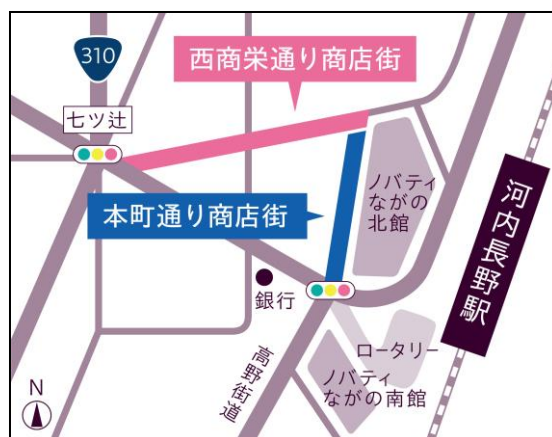 310
西商栄通り商店街
七ツ辻
本町通り商店街
ノバティ
ながの
北館
河内長野駅
銀行
高野街道
ロータリー
ノバティ
ながの南館
N